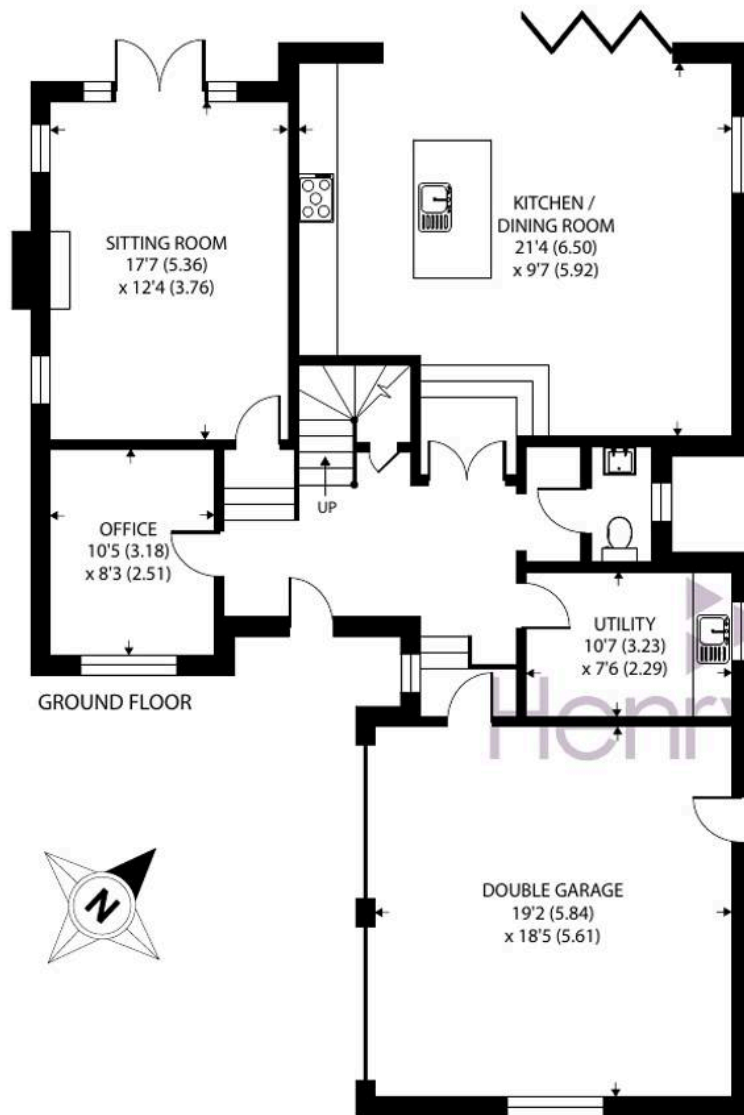 KITCHEN /
DINING ROOM
21'4 (6.50)
x 9'7 (5.92)
SITTING ROOM
17'7 (5.36)
x 12'4 (3.76)
UP
OFFICE
10'5 (3.18)
x 8'3 (2.51)
UTILITY
10'7 (3.23)
x 7'6 (2.29)
GROUND FLOOR
Henry
DOUBLE GARAGE
19'2 (5.84)
x 18'5 (5.61)
N